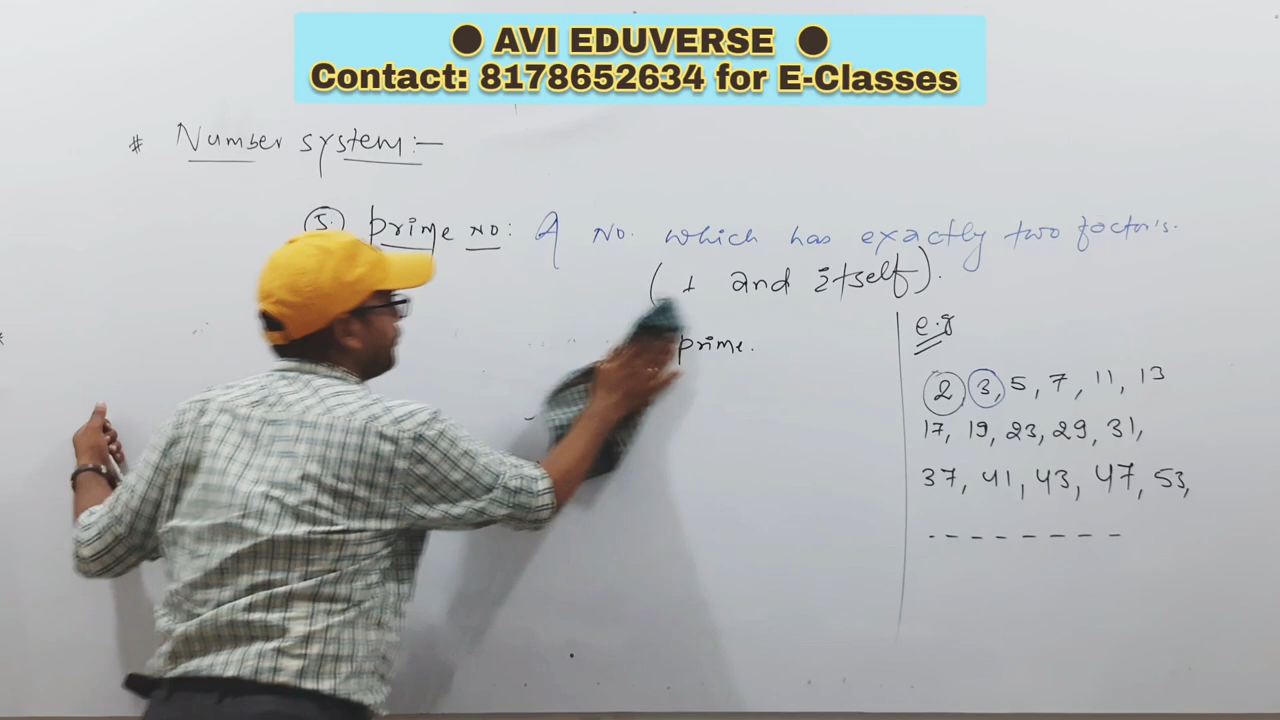 ● AVI EDUVERSE ●
Contact: 8178652634 for E-Classes
# Number system:-
5. prime no: A No. which has exactly two factor's.
(1 and itself).
prime.
e.g
2, 3, 5, 7, 11, 13
17, 19, 23, 29, 31,
37, 41, 43, 47, 53,
--------